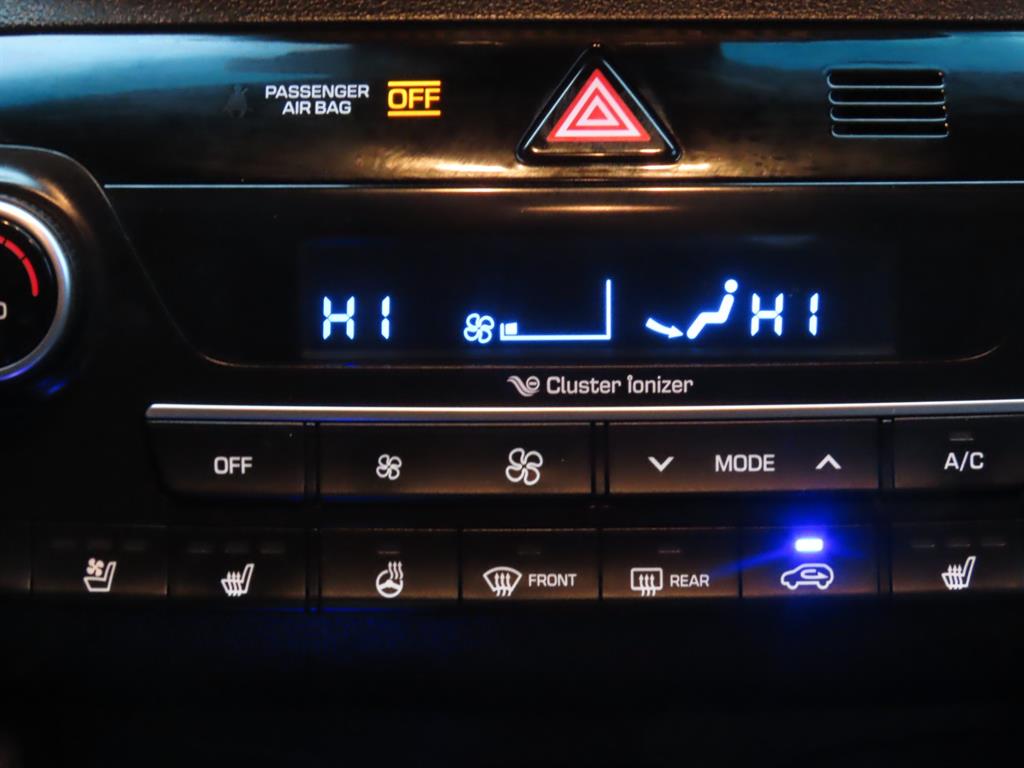 PASSENGER
AIR BAG
OFF
HI
HI
Cluster ionizer
OFF
MODE
A/C
FRONT
REAR